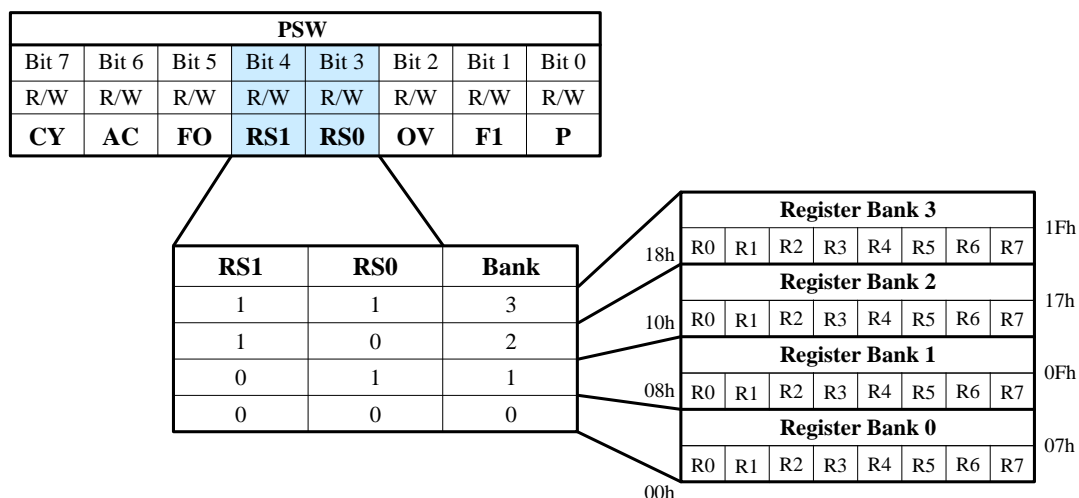 PSW
Bit 7 Bit 6 Bit 5 Bit 4 Bit 3 Bit 2 Bit 1 Bit 0
R/W R/W R/W R/W R/W R/W R/W R/W
CY AC FO RS1 RS0 OV F1 P
RS1 RS0 Bank
1 1 3
1 0 2
0 1 1
0 0 0
Register Bank 3
1Fh
18h R0 R1 R2 R3 R4 R5 R6 R7
Register Bank 2
17h
10h R0 R1 R2 R3 R4 R5 R6 R7
Register Bank 1
0Fh
08h R0 R1 R2 R3 R4 R5 R6 R7
Register Bank 0
07h
R0 R1 R2 R3 R4 R5 R6 R7
00h